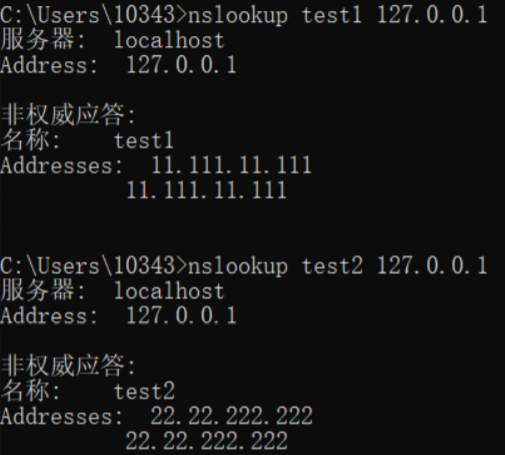 C:\Users\10343>nslookup test1 127.0.0.1
服务器:  localhost
Address:  127.0.0.1
非权威应答:
名称:    test1
Addresses:  11.111.11.111
          11.111.11.111
C:\Users\10343>nslookup test2 127.0.0.1
服务器:  localhost
Address:  127.0.0.1
非权威应答:
名称:    test2
Addresses:  22.22.222.222
          22.22.222.222